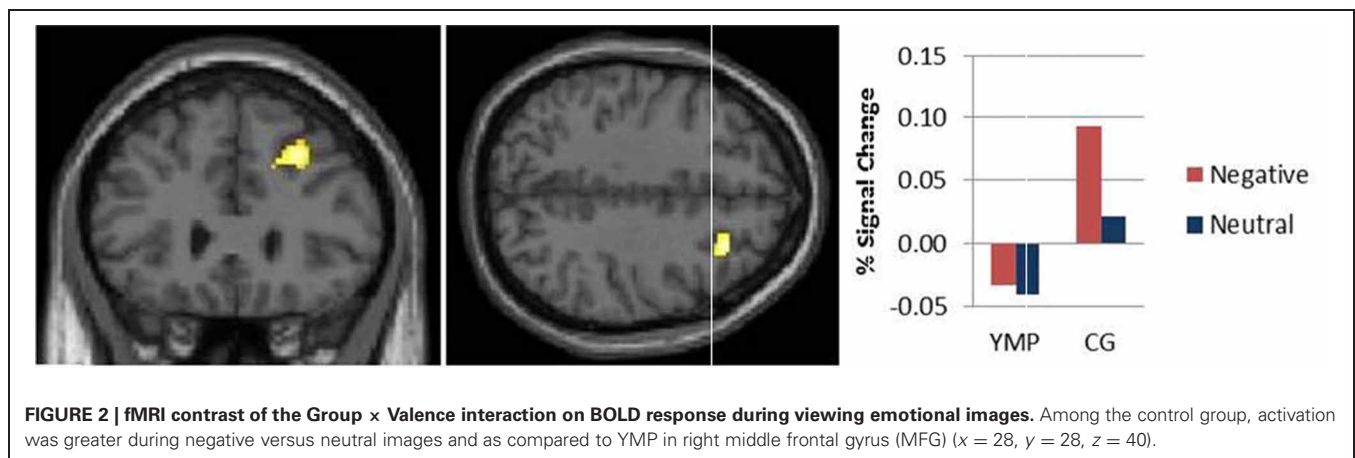 0.15
0.10
0.05
0.00
-0.05
% Signal Change
YMP CG
Negative
Neutral
FIGURE 2 | fMRI contrast of the Group × Valence interaction on BOLD response during viewing emotional images. Among the control group, activation
was greater during negative versus neutral images and as compared to YMP in right middle frontal gyrus (MFG) (x = 28, y = 28, z = 40).